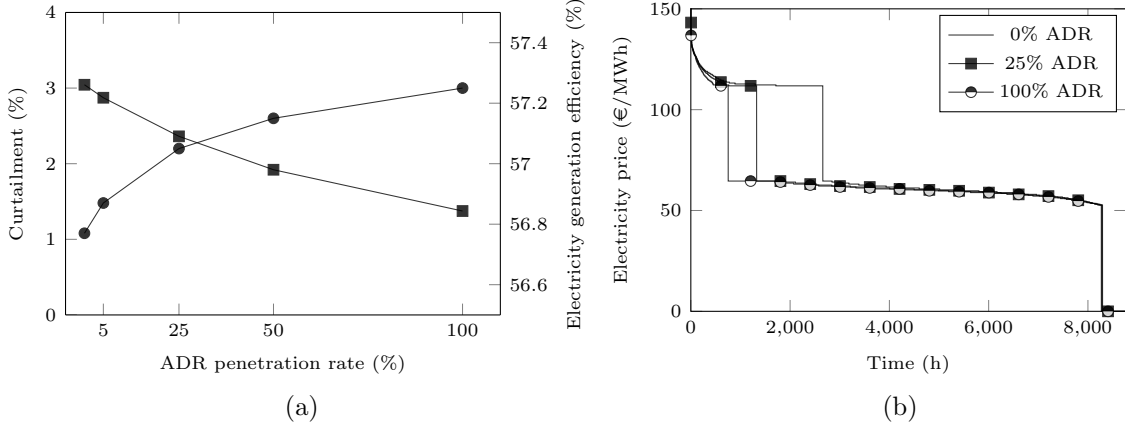 4
3
2
1
0
Curtailment (%)
5
25
50
100
ADR penetration rate (%)
57.4
57.2
57
56.8
56.6
Electricity generation efficiency (%)
(a)
150
100
50
0
Electricity price (€/MWh)
0% ADR
25% ADR
100% ADR
0
2,000
4,000
6,000
8,000
Time (h)
(b)